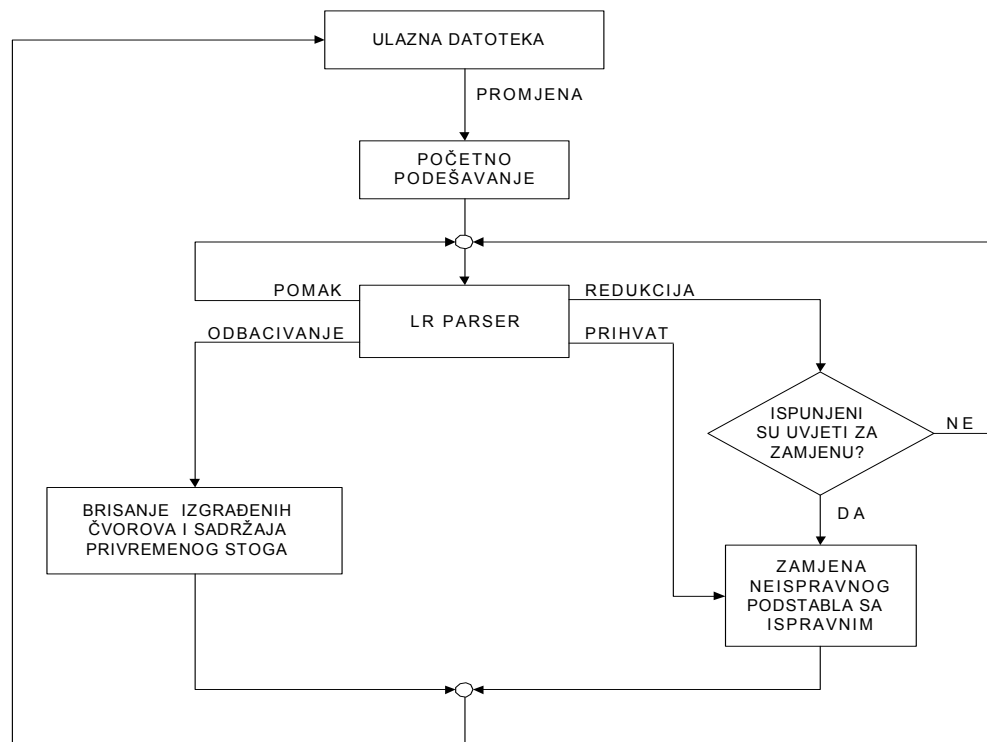 ULAZNA DATOTEKA
PROMJENA
POČETNO
PODEŠAVANJE
POMAK
REDUKCIJA
LR PARSER
ODBACIVANJE
PRIHVAT
ISPUNJENI
SU UVJETI ZA
ZAMJENU?
NE
DA
BRISANJE IZGRAĐENIH
ČVOROVA I SADRŽAJA
PRIVREMENOG STOGA
ZAMJENA
NEISPRAVNOG
PODSTABLA SA
ISPRAVNIM